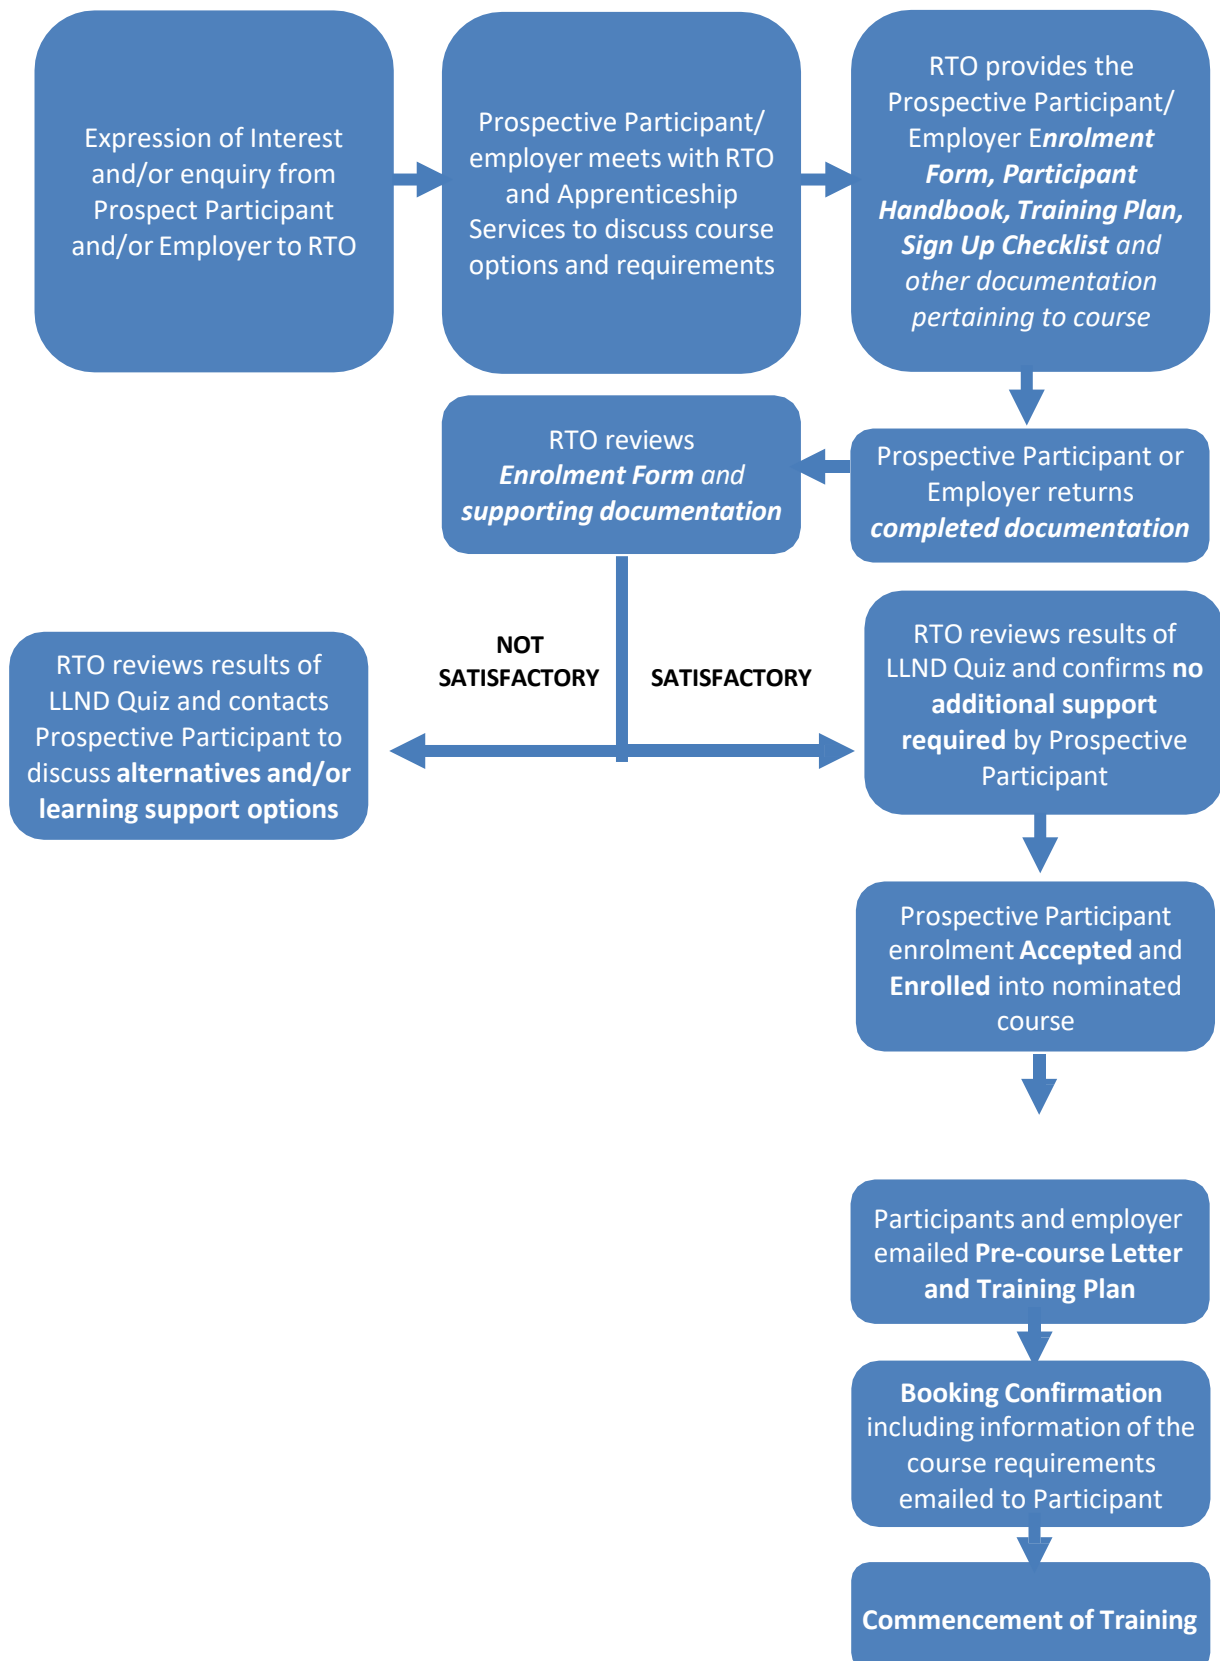 Expression of Interest
and/or enquiry from
Prospect Participant
and/or Employer to RTO
Prospective Participant/
employer meets with RTO
and Apprenticeship
Services to discuss course
options and requirements
RTO provides the
Prospective Participant/
Employer Enrolment
Form, Participant
Handbook, Training Plan,
Sign Up Checklist and
other documentation
pertaining to course
Prospective Participant or
Employer returns
completed documentation
RTO reviews
Enrolment Form and
supporting documentation
NOT
SATISFACTORY
SATISFACTORY
RTO reviews results of
LLND Quiz and contacts
Prospective Participant to
discuss alternatives and/or
learning support options
RTO reviews results of
LLND Quiz and confirms no
additional support
required by Prospective
Participant
Prospective Participant
enrolment Accepted and
Enrolled into nominated
course
Participants and employer
emailed Pre-course Letter
and Training Plan
Booking Confirmation
including information of the
course requirements
emailed to Participant
Commencement of Training